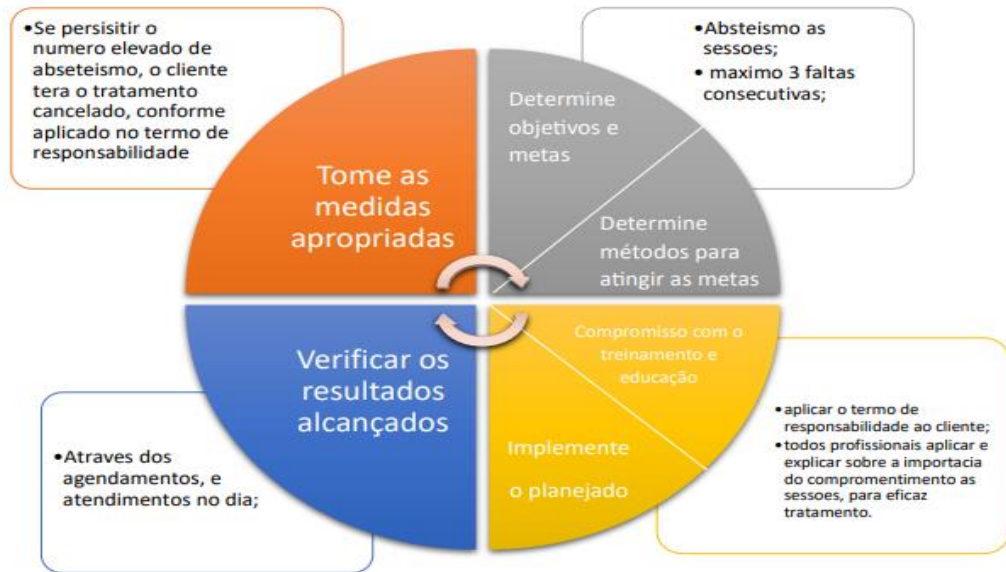 •Se persisitir o
numero elevado de
abseteismo, o cliente
tera o tratamento
cancelado, conforme
aplicado no termo de
responsabilidade
•Absteismo as
sessoes;
• maximo 3 faltas
consecutivas;
Tome as
medidas
apropriadas
Determine
objetivos e
metas
Determine
métodos para
atingir as metas
Verificar os
resultados
alcançados
Compromisso com o
treinamento e
educação
Implemente
o planejado
•Atraves dos
agendamentos, e
atendimentos no dia;
•aplicar o termo de
responsabilidade ao cliente;
•todos profissionais aplicar e
explicar sobre a importacia
do comprometimento as
sessoes, para eficaz
tratamento.